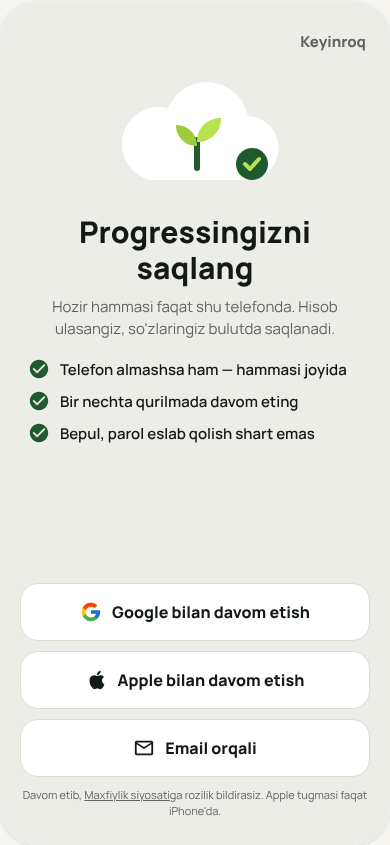 Keyinroq
Progressingizni
saqlang
Hozir hammasi faqat shu telefonda. Hisob
ulasangiz, so'zlaringiz bulutda saqlanadi.
Telefon almashsa ham — hammasi joyida
Bir nechta qurilmada davom eting
Bepul, parol eslab qolish shart emas
Google bilan davom etish
Apple bilan davom etish
Email orqali
Davom etib, Maxfiylik siyosatiga rozilik bildirasiz. Apple tugmasi faqat
iPhone'da.